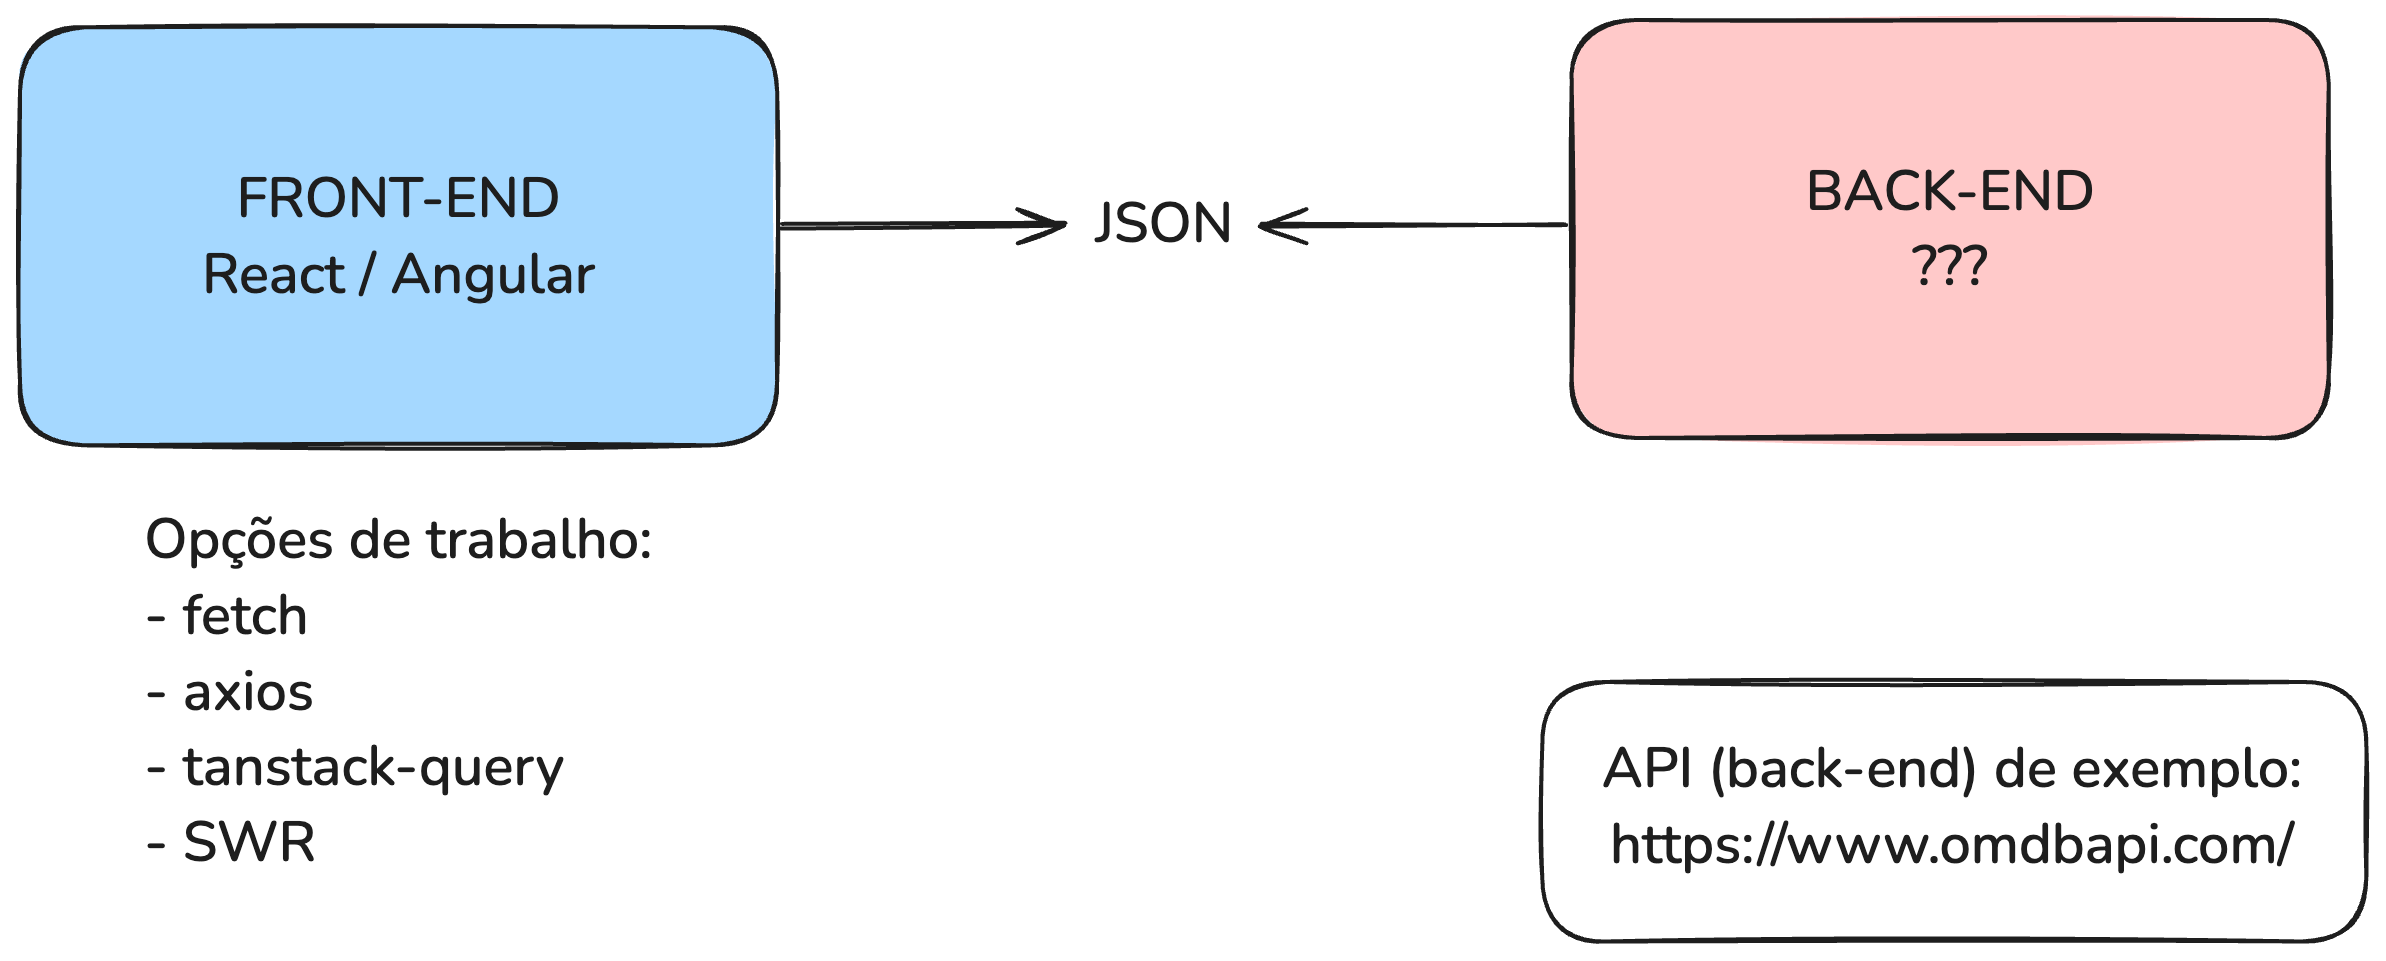 FRONT-END
React / Angular
JSON
BACK-END
???
Opções de trabalho:
- fetch
- axios
- tanstack-query
- SWR
API (back-end) de exemplo:
https://www.omdbapi.com/